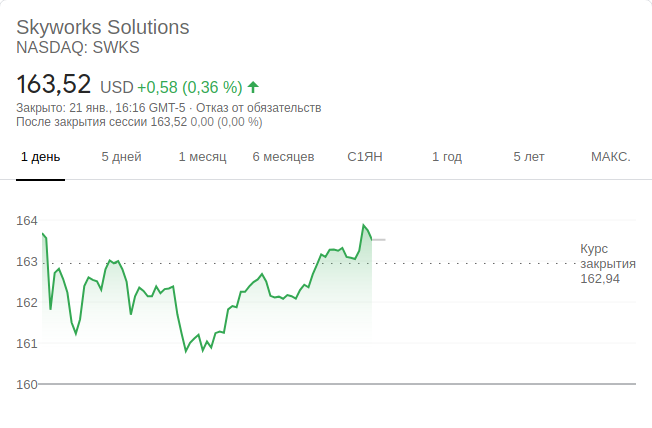 Skyworks Solutions
NASDAQ: SWKS
163,52 USD +0,58 (0,36 %)
Закрыто: 21 янв., 16:16 GMT-5 · Отказ от обязательств
После закрытия сессии 163,52 0,00 (0,00 %)
1 день 5 дней 1 месяц 6 месяцев С1ЯН 1 год 5 лет МАКС.
164
163
162
161
160
Курс
закрытия
162,94